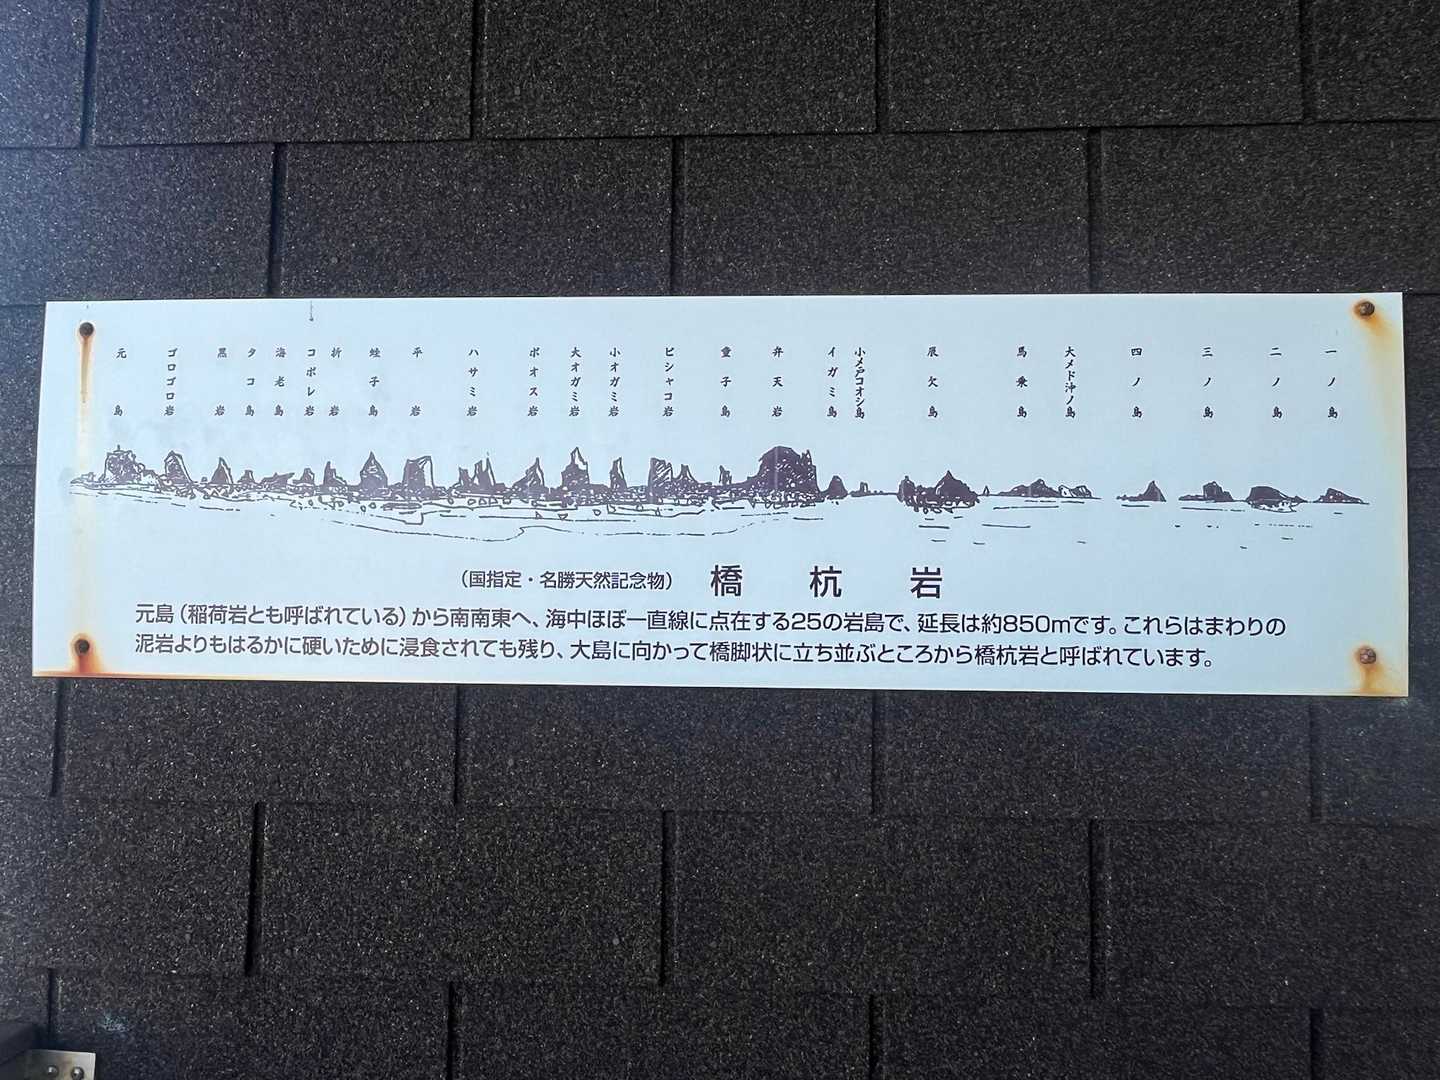 元島
ゴロゴロ岩
黒岩
タコ島
海老島
コボレ岩
折岩
蛙子島
平岩
ハサミ岩
ボオス岩
大オガミ岩
小オガミ岩
ビシャコ岩
童子島
弁天岩
イガミ島
小メ戸コオシ島
辰欠島
馬乗島
大メド沖ノ島
四ノ島
三ノ島
二ノ島
一ノ島
（国指定・名勝天然記念物） 橋杭岩
元島（稲荷岩とも呼ばれている）から南南東へ、海中ほぼ一直線に点在する25の岩島で、延長は約850mです。これらはまわりの
泥岩よりもはるかに硬いために浸食されても残り、大島に向かって橋脚状に立ち並ぶところから橋杭岩と呼ばれています。